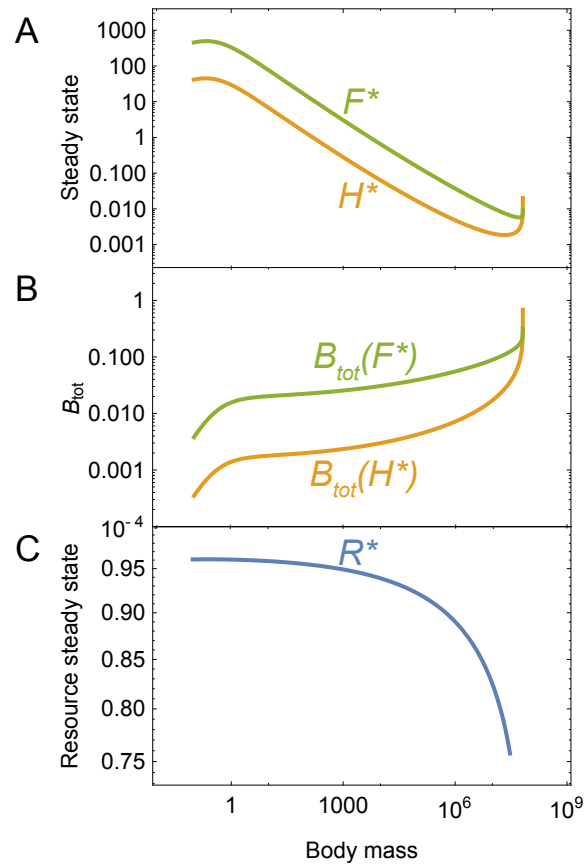 A
Steady state
1000
100
10
1
0.100
0.010
0.001
F*
H*
B
B_tot
1
0.100
0.010
0.001
10^-4
B_tot(F*)
B_tot(H*)
C
Resource steady state
0.95
0.90
0.85
0.80
0.75
R*
1 1000 10^6 10^9
Body mass